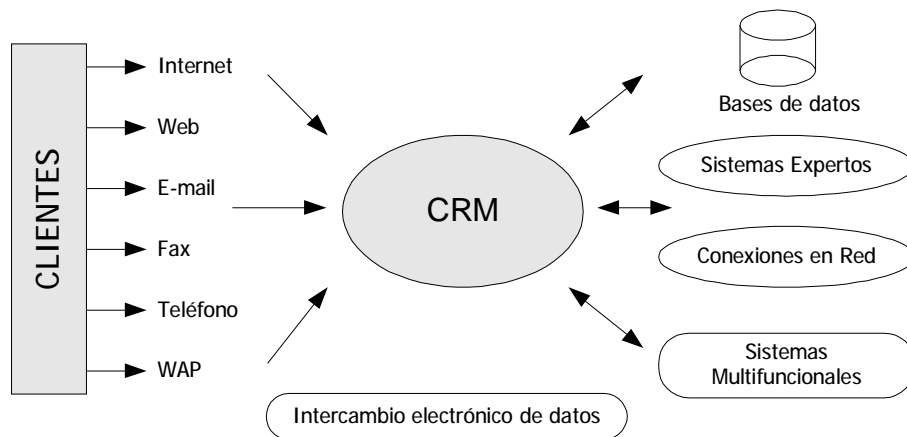 CLIENTES
Internet
Web
E-mail
Fax
Teléfono
WAP
CRM
Bases de datos
Sistemas Expertos
Conexiones en Red
Sistemas
Multifuncionales
Intercambio electrónico de datos